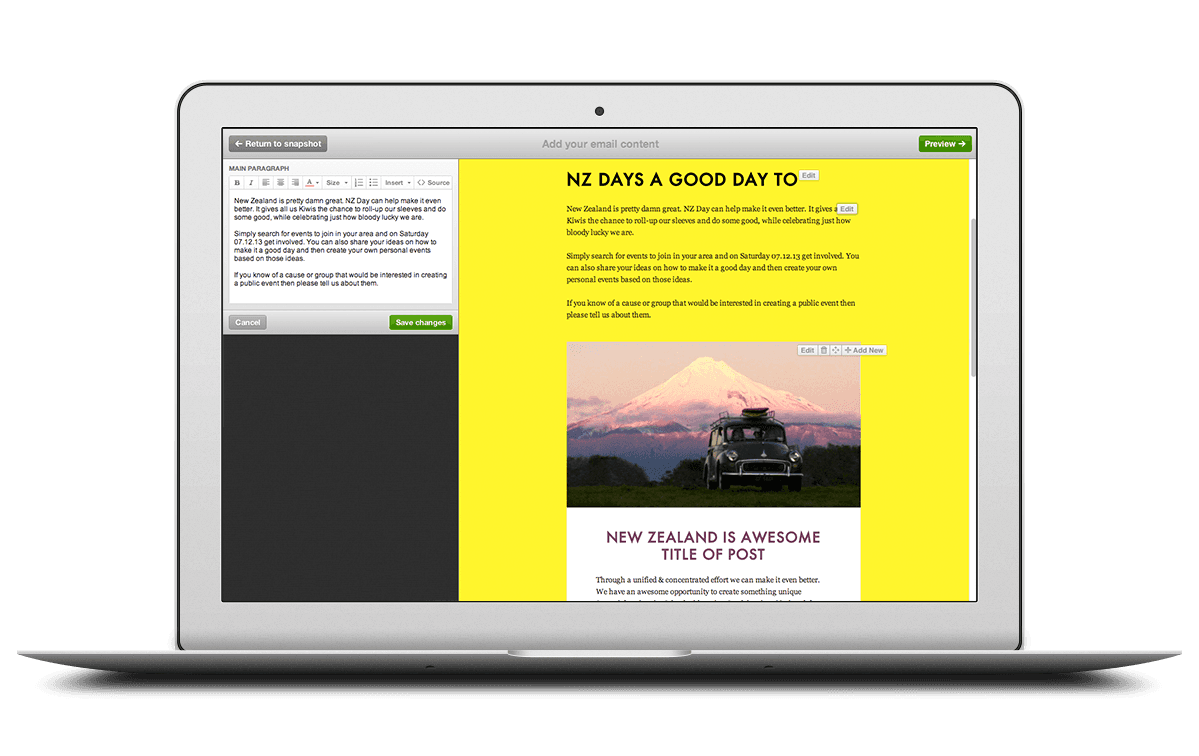 ← Return to snapshot
Add your email content
Preview →
MAIN PARAGRAPH
B I A Size Insert <> Source
New Zealand is pretty damn great. NZ Day can help make it even
better. It gives all us Kiwis the chance to roll-up our sleeves and do
some good, while celebrating just how bloody lucky we are.
Simply search for events to join in your area and on Saturday
07.12.13 get involved. You can also share your ideas on how to
make it a good day and then create your own personal events
based on those ideas.
If you know of a cause or group that would be interested in creating
a public event then please tell us about them.
Cancel
Save changes
NZ DAYS A GOOD DAY TO
Edit
New Zealand is pretty damn great. NZ Day can help make it even better. It gives a
Edit
Kiwis the chance to roll-up our sleeves and do some good, while celebrating just how
bloody lucky we are.
Simply search for events to join in your area and on Saturday 07.12.13 get involved. You
can also share your ideas on how to make it a good day and then create your own
personal events based on those ideas.
If you know of a cause or group that would be interested in creating a public event then
please tell us about them.
Edit + Add New
NEW ZEALAND IS AWESOME
TITLE OF POST
Through a unified & concentrated effort we can make it even better.
We have an awesome opportunity to create something unique